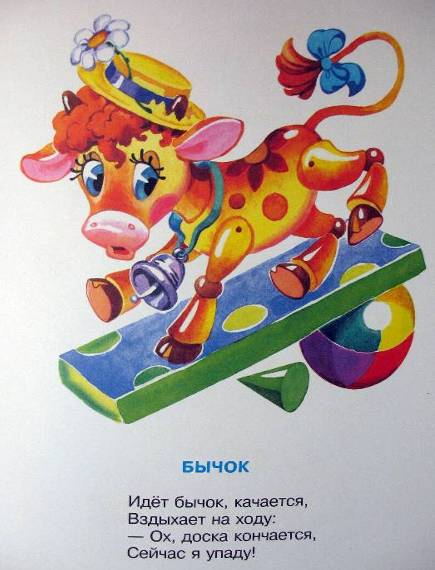 БЫЧОК
Идёт бычок, качается,
Вздыхает на ходу:
— Ох, доска кончается,
Сейчас я упаду!